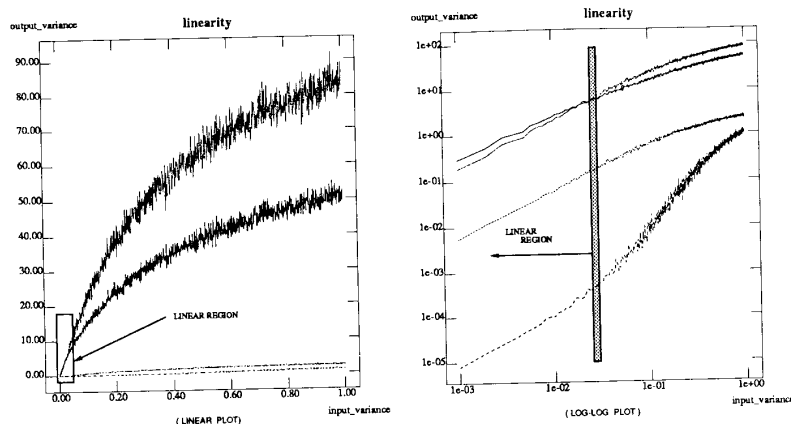 linearity
output_variance
90.00
80.00
70.00
60.00
50.00
40.00
30.00
20.00
10.00
0.00
LINEAR REGION
0.00
0.20
0.40
0.60
0.80
1.0
input_variance
( LINEAR PLOT)
linearity
output_variance
1e+02
1e+01
1e+00
1e-01
1e-02
1e-03
1e-04
1e-05
LINEAR
REGION
1e-03
1e-02
1e-01
1e+00
input_variance
( LOG-LOG PLOT )